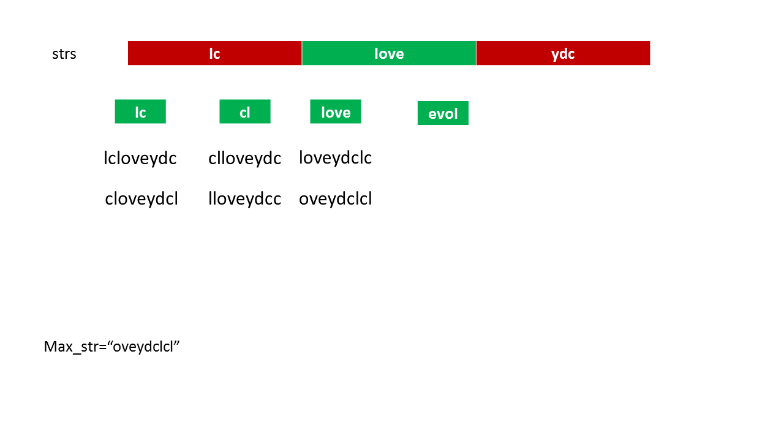 strs lc love ydc
lc cl love evol
lcloveydc clloveydc loveydclc
cloveydcl lloveydcc oveydclcl
Max_str=“oveydclcl”